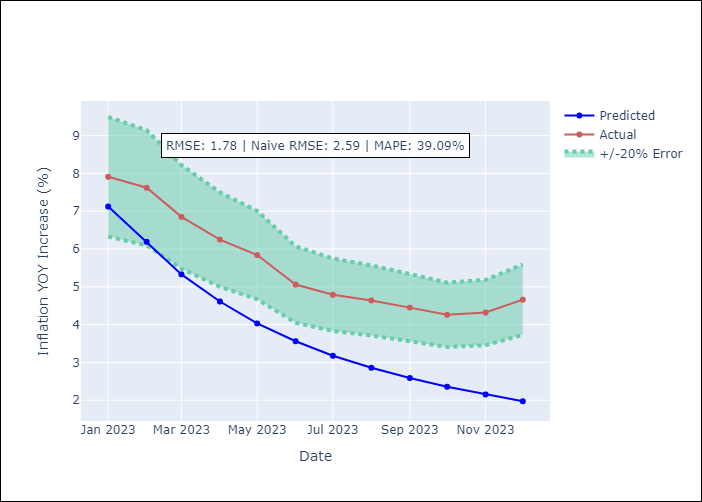 RMSE: 1.78 | Naive RMSE: 2.59 | MAPE: 39.09%
Predicted
Actual
+/-20% Error
Inflation YOY Increase (%)
9
8
7
6
5
4
3
2
Jan 2023 Mar 2023 May 2023 Jul 2023 Sep 2023 Nov 2023
Date